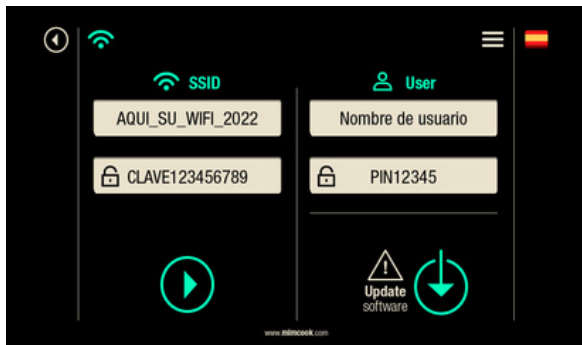 SSID
AQUI_SU_WIFI_2022
CLAVE123456789
User
Nombre de usuario
PIN12345
Update
software
www.mimcook.com